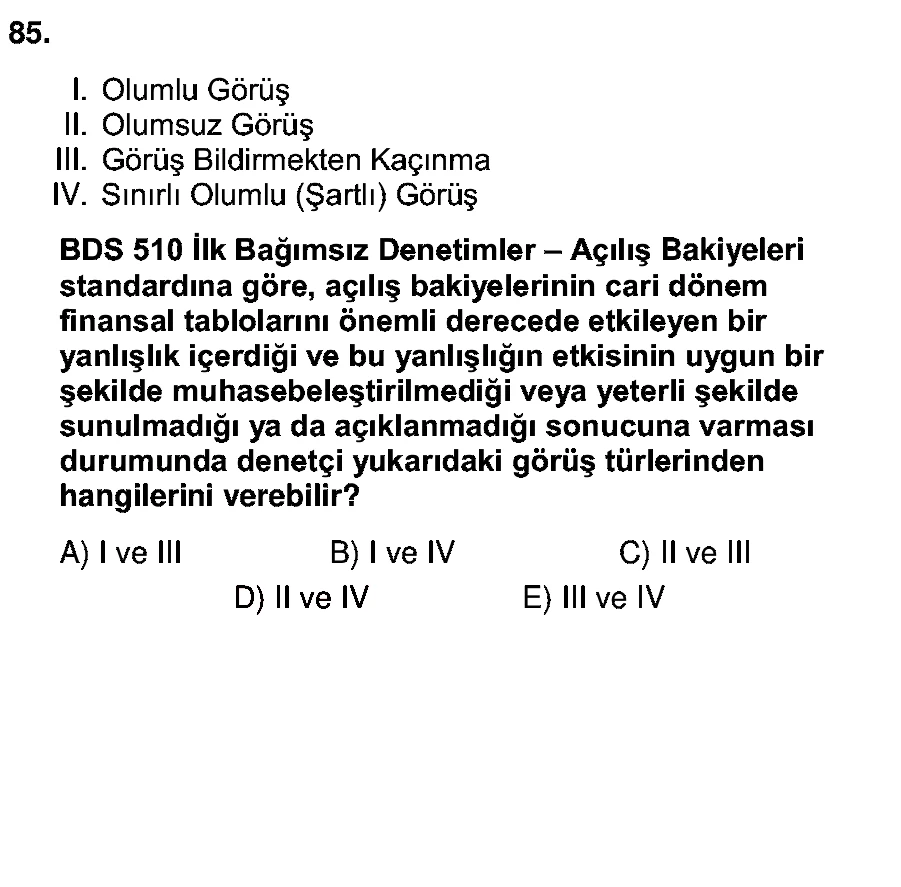 85.
I. Olumlu Görüş
II. Olumsuz Görüş
III. Görüş Bildirmekten Kaçınma
IV. Sınırlı Olumlu (Şartlı) Görüş
BDS 510 İlk Bağımsız Denetimler – Açılış Bakiyeleri
standardına göre, açılış bakiyelerinin cari dönem
finansal tablolarını önemli derecede etkileyen bir
yanlışlık içerdiği ve bu yanlışlığın etkisinin uygun bir
şekilde muhasebeleştirilmediği veya yeterli şekilde
sunulmadığı ya da açıklanmadığı sonucuna varması
durumunda denetçi yukarıdaki görüş türlerinden
hangilerini verebilir?
A) I ve III B) I ve IV C) II ve III
D) II ve IV E) III ve IV